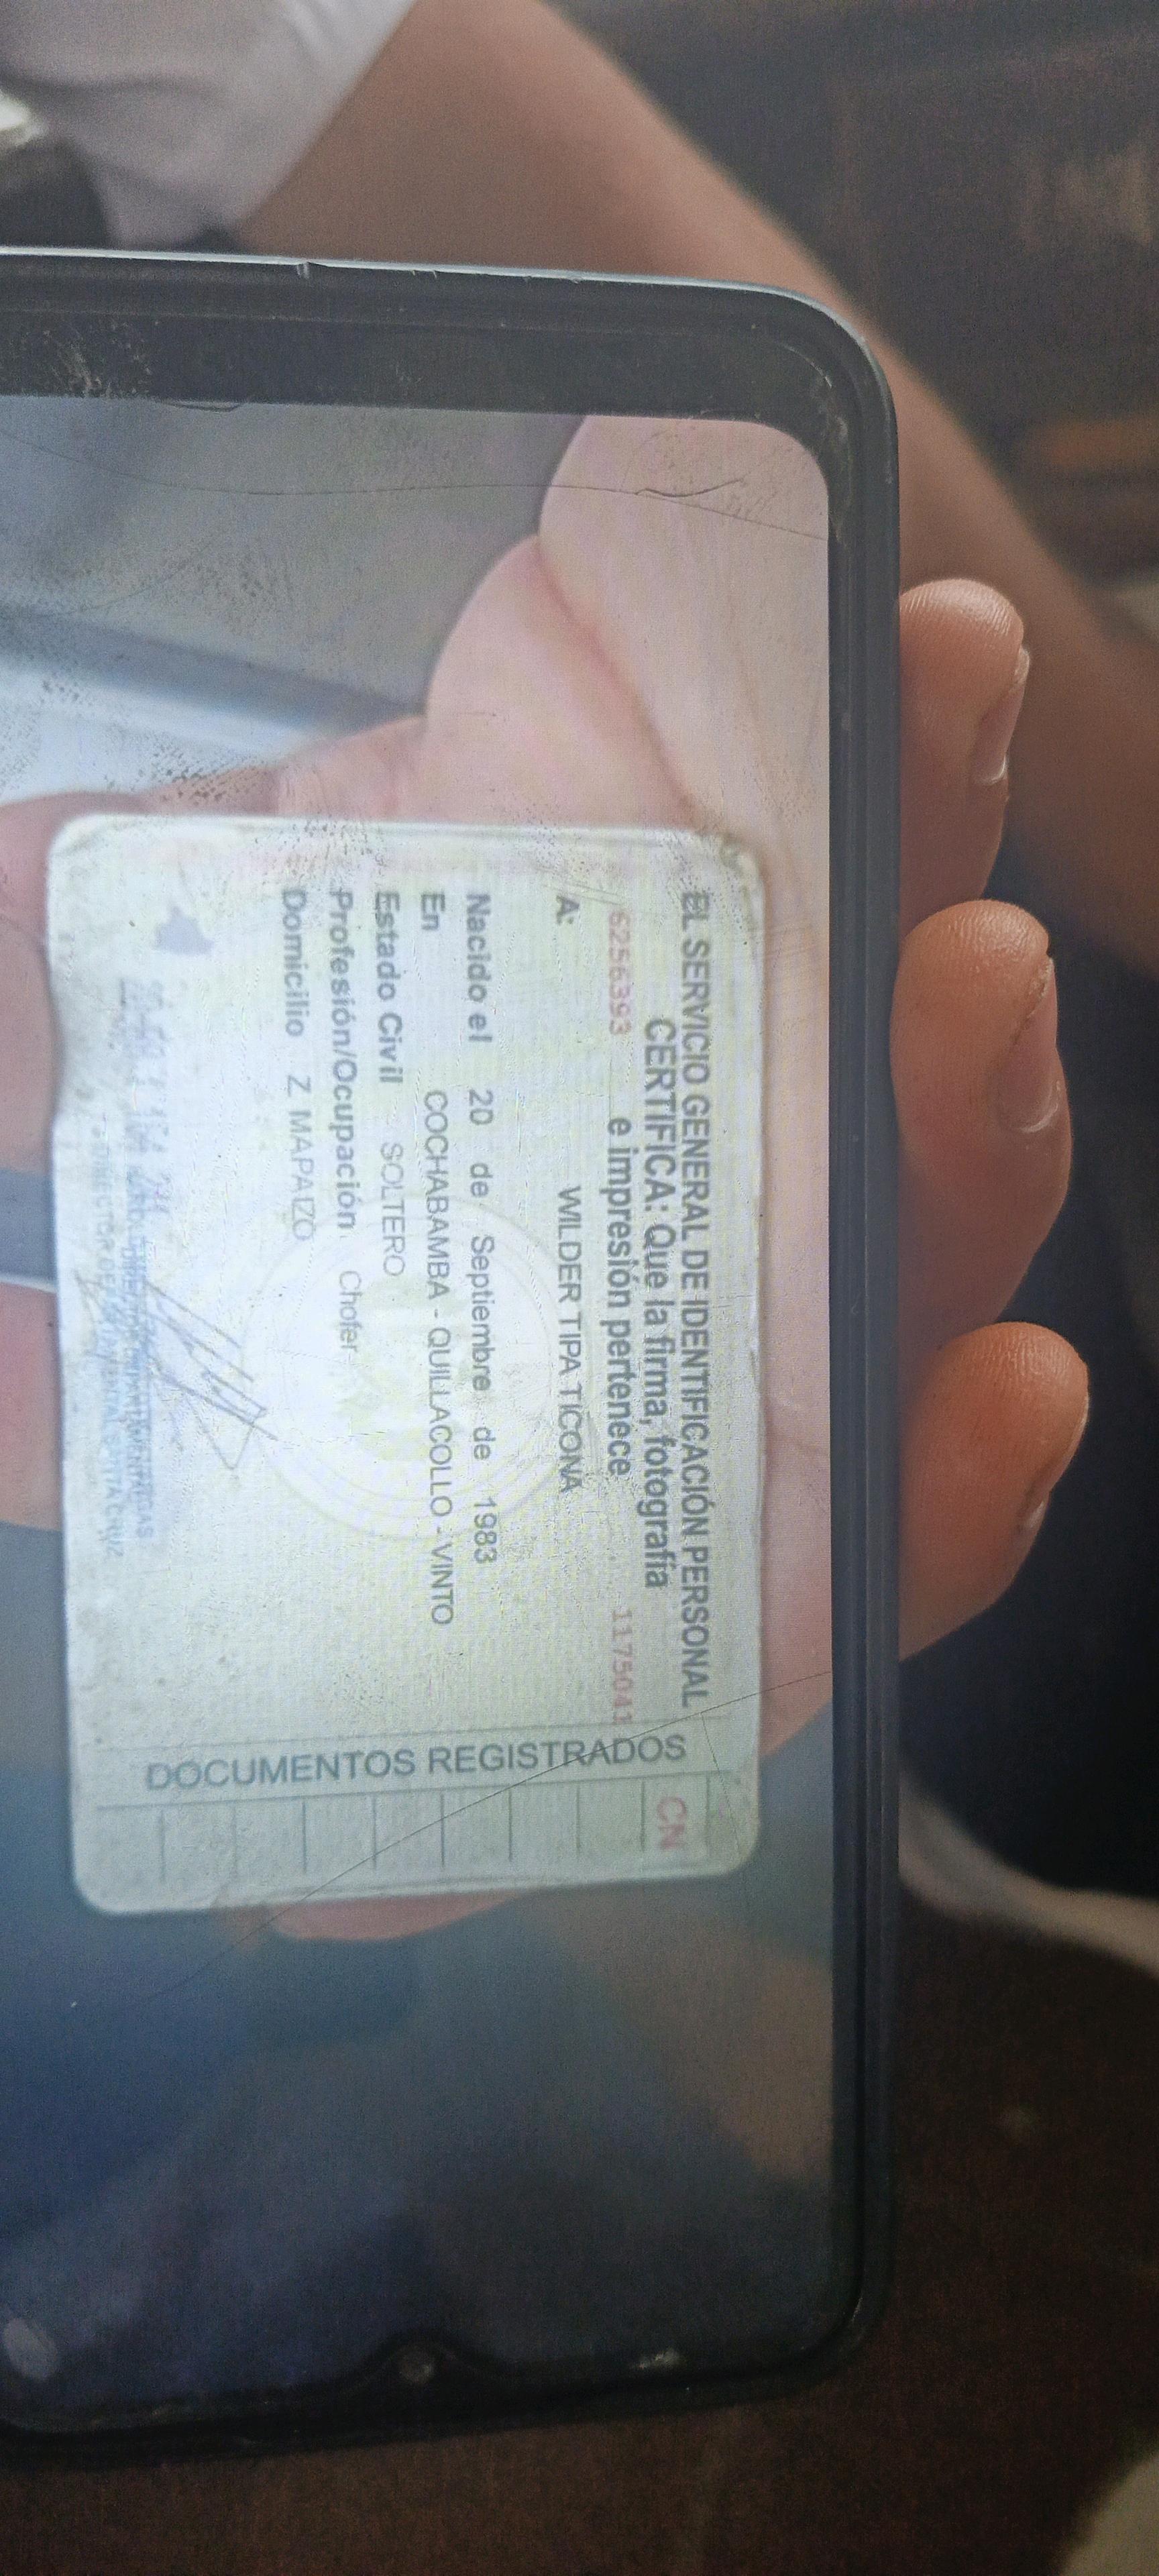 EL SERVICIO GENERAL DE IDENTIFICACIÓN PERSONAL
CERTIFICA: Que la firma, fotografía
6256393 e impresión pertenece 1175041
A: WILDER TIPA TICONA
Nacido el 20 de Septiembre de 1983
En COCHABAMBA - QUILLACOLLO - VINTO
Estado Civil SOLTERO
Profesión/Ocupación Chofer
Domicilio Z. MAPAIZO
DOCUMENTOS REGISTRADOS
CN